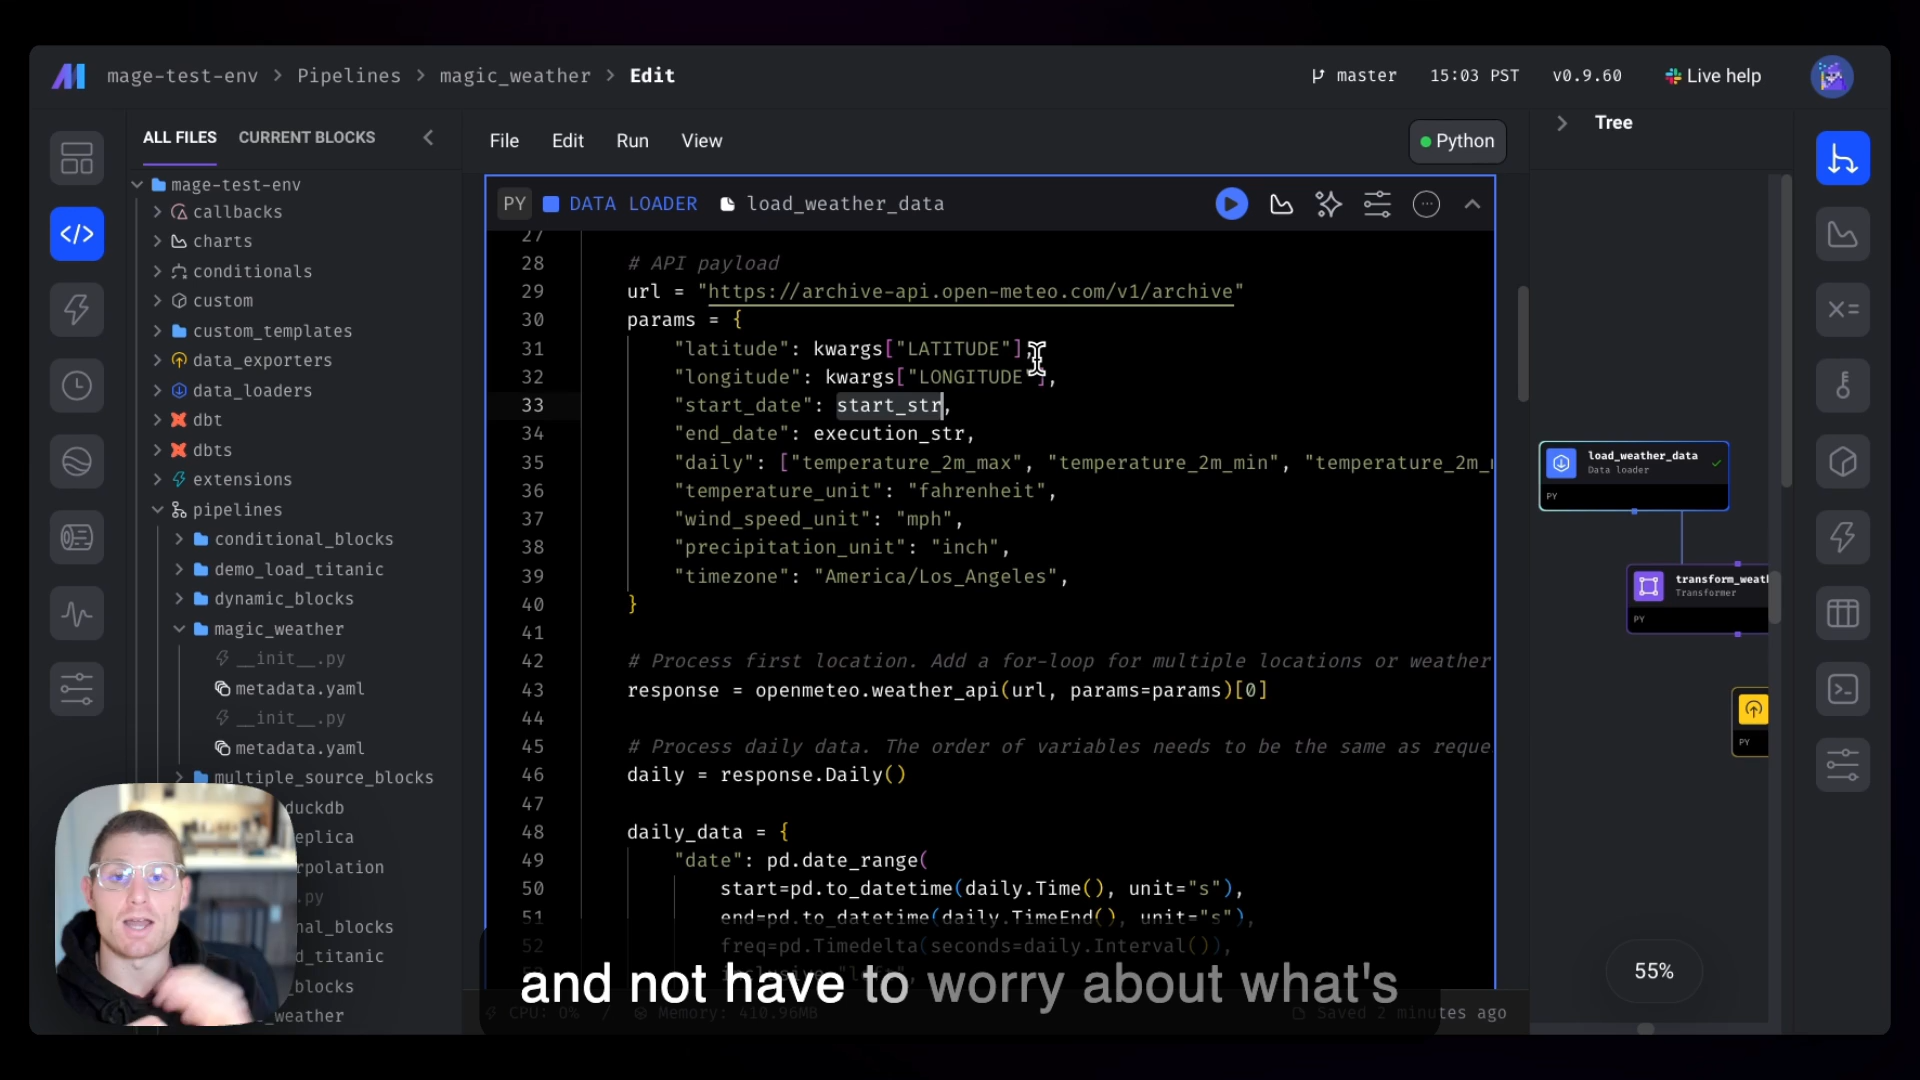 mage-test-env > Pipelines > magic_weather > Edit
master 15:03 PST v0.9.60 Live help
ALL FILES CURRENT BLOCKS
mage-test-env
callbacks
charts
conditionals
custom
custom_templates
data_exporters
data_loaders
dbt
dbts
extensions
pipelines
conditional_blocks
demo_load_titanic
dynamic_blocks
magic_weather
__init__.py
metadata.yaml
__init__.py
metadata.yaml
multiple_source_blocks
duckdb
eplica
rpolation
.py
nal_blocks
d_titanic
_blocks
_weather
File Edit Run View
Python
PY DATA LOADER load_weather_data
27
28 # API payload
29 url = "https://archive-api.open-meteo.com/v1/archive"
30 params = {
31 "latitude": kwargs["LATITUDE"],
32 "longitude": kwargs["LONGITUDE"],
33 "start_date": start_str,
34 "end_date": execution_str,
35 "daily": ["temperature_2m_max", "temperature_2m_min", "temperature_2m_
36 "temperature_unit": "fahrenheit",
37 "wind_speed_unit": "mph",
38 "precipitation_unit": "inch",
39 "timezone": "America/Los_Angeles",
40 }
41
42 # Process first location. Add a for-loop for multiple locations or weather
43 response = openmeteo.weather_api(url, params=params)[0]
44
45 # Process daily data. The order of variables needs to be the same as reque
46 daily = response.Daily()
47
48 daily_data = {
49 "date": pd.date_range(
50 start=pd.to_datetime(daily.Time(), unit="s"),
51 end=pd.to_datetime(daily.TimeEnd(), unit="s"),
52 freq=pd.Timedelta(seconds=daily.Interval()),
and not have to worry about what's
CPU: 0% / Memory: 410.96MB
Saved 2 minutes ago
Tree
load_weather_data
Data loader
PY
transform_weat
Transformer
PY
PY
55%